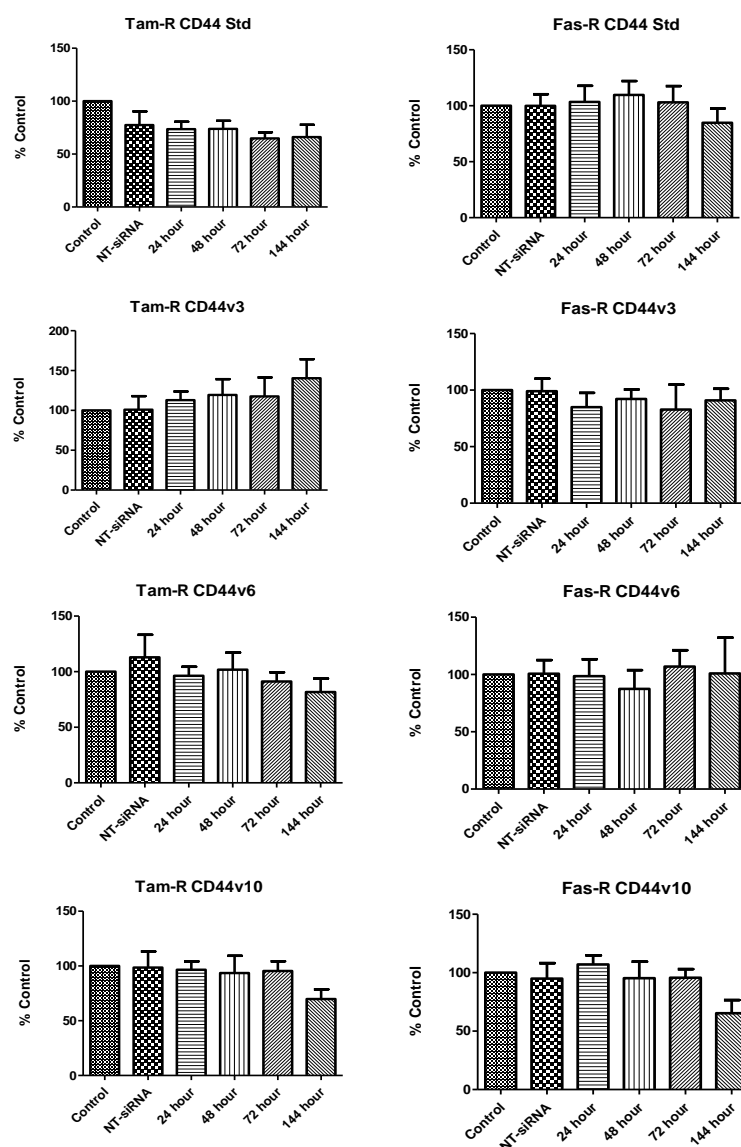 Tam-R CD44 Std
% Control
150
100
50
0
Control
NT-siRNA
24 hour
48 hour
72 hour
144 hour
Fas-R CD44 Std
% Control
150
100
50
0
Control
NT-siRNA
24 hour
48 hour
72 hour
144 hour
Tam-R CD44v3
% Control
200
150
100
50
0
Control
NT-siRNA
24 hour
48 hour
72 hour
144 hour
Fas-R CD44v3
% Control
150
100
50
0
Control
NT-siRNA
24 hour
48 hour
72 hour
144 hour
Tam-R CD44v6
% Control
150
100
50
0
Control
NT-siRNA
24 hour
48 hour
72 hour
144 hour
Fas-R CD44v6
% Control
150
100
50
0
Control
NT-siRNA
24 hour
48 hour
72 hour
144 hour
Tam-R CD44v10
% Control
150
100
50
0
Control
NT-siRNA
24 hour
48 hour
72 hour
144 hour
Fas-R CD44v10
% Control
150
100
50
0
Control
NT-siRNA
24 hour
48 hour
72 hour
144 hour